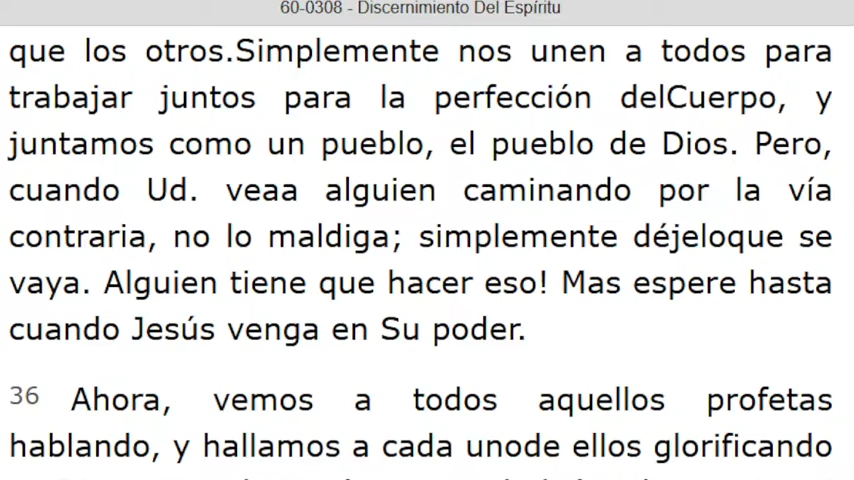 60-0308 - Discernimiento Del Espíritu
que los otros.Simplemente nos unen a todos para
trabajar juntos para la perfección delCuerpo, y
juntamos como un pueblo, el pueblo de Dios. Pero,
cuando Ud. veaa alguien caminando por la vía
contraria, no lo maldiga; simplemente déjeloque se
vaya. Alguien tiene que hacer eso! Mas espere hasta
cuando Jesús venga en Su poder.
36 Ahora, vemos a todos aquellos profetas
hablando, y hallamos a cada unode ellos glorificando